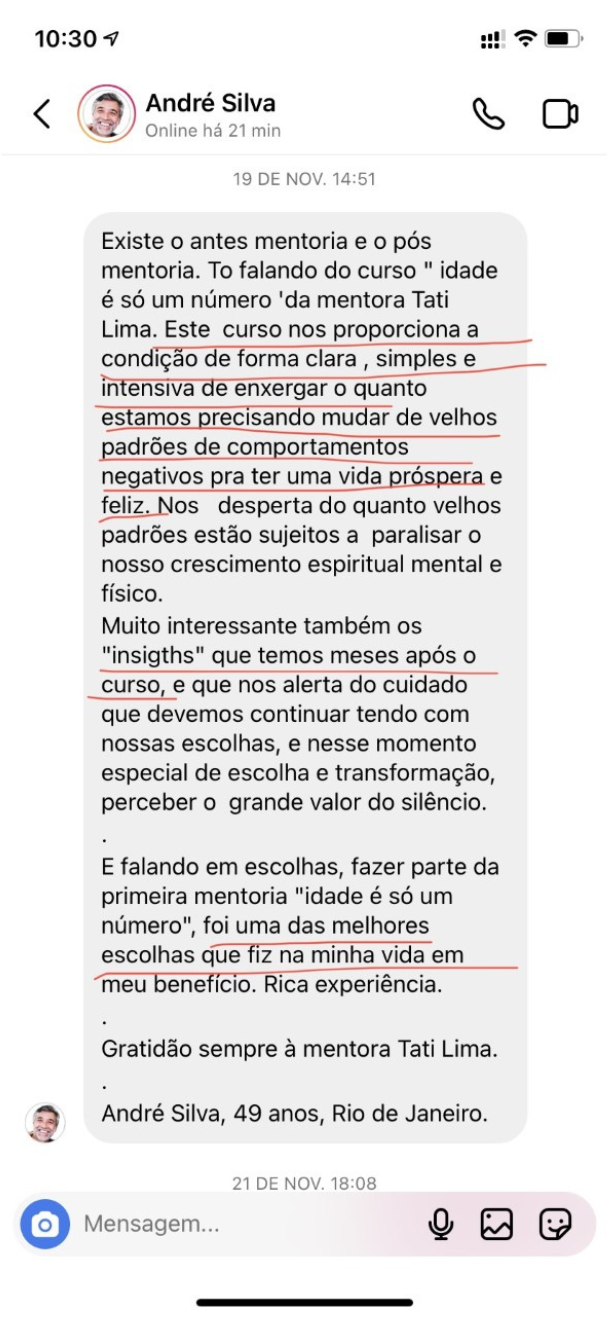 10:30
André Silva
Online há 21 min
19 DE NOV. 14:51
Existe o antes mentoria e o pós
mentoria. To falando do curso " idade
é só um número 'da mentora Tati
Lima. Este  curso nos proporciona a
condição de forma clara , simples e
intensiva de enxergar o quanto
estamos precisando mudar de velhos
padrões de comportamentos
negativos pra ter uma vida próspera e
feliz. Nos   desperta do quanto velhos
padrões estão sujeitos a  paralisar o
nosso crescimento espiritual mental e
físico.
Muito interessante também os
"insigths" que temos meses após o
curso, e que nos alerta do cuidado
que devemos continuar tendo com
nossas escolhas, e nesse momento
especial de escolha e transformação,
perceber o  grande valor do silêncio.
.
E falando em escolhas, fazer parte da
primeira mentoria "idade é só um
número", foi uma das melhores
escolhas que fiz na minha vida em
meu benefício. Rica experiência.
.
Gratidão sempre à mentora Tati Lima.
.
André Silva, 49 anos, Rio de Janeiro.
21 DE NOV. 18:08
Mensagem...